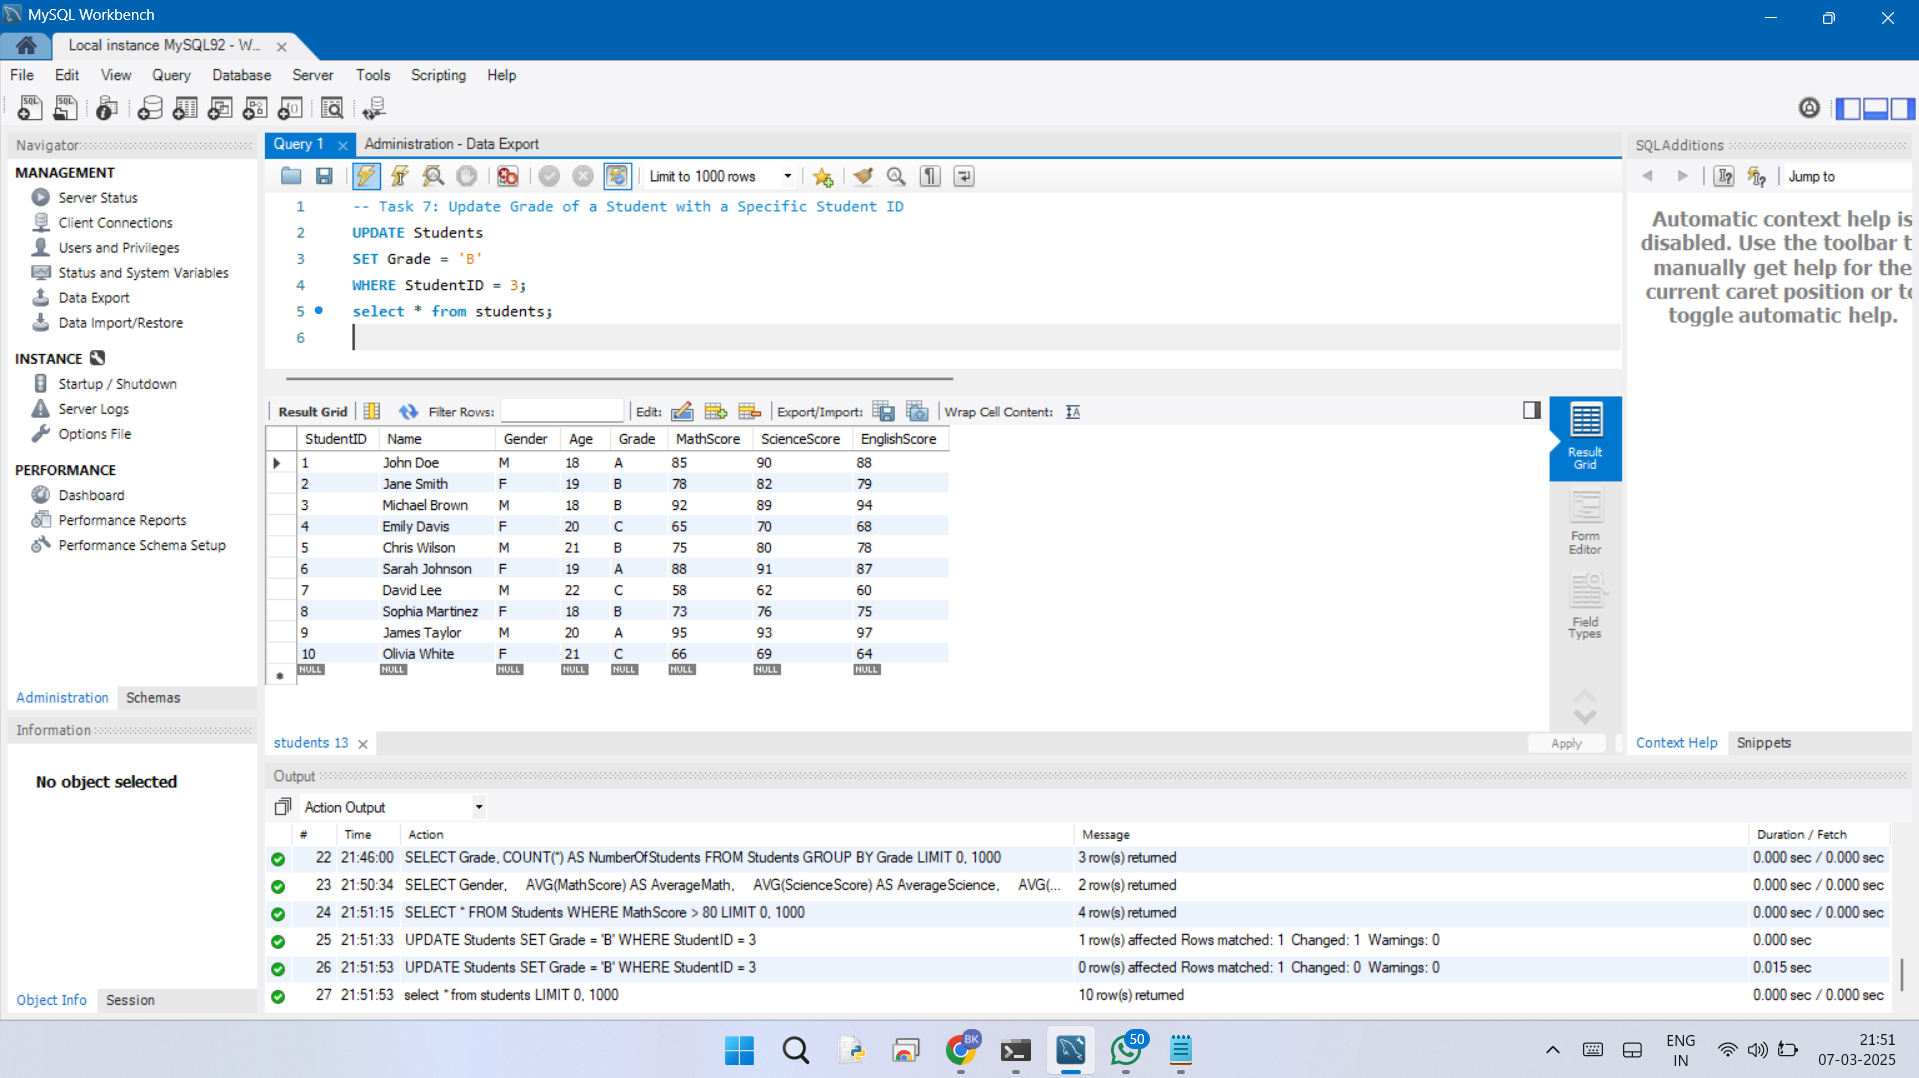 MySQL Workbench
Local instance MySQL92 - W...
File Edit View Query Database Server Tools Scripting Help
Navigator
MANAGEMENT
Server Status
Client Connections
Users and Privileges
Status and System Variables
Data Export
Data Import/Restore
INSTANCE
Startup / Shutdown
Server Logs
Options File
PERFORMANCE
Dashboard
Performance Reports
Performance Schema Setup
Administration Schemas
Information
No object selected
Object Info Session
Query 1 Administration - Data Export
Limit to 1000 rows
1 -- Task 7: Update Grade of a Student with a Specific Student ID
2 UPDATE Students
3 SET Grade = 'B'
4 WHERE StudentID = 3;
5 select * from students;
6
Result Grid Filter Rows: Edit: Export/Import: Wrap Cell Content:
StudentID Name Gender Age Grade MathScore ScienceScore EnglishScore
1 John Doe M 18 A 85 90 88
2 Jane Smith F 19 B 78 82 79
3 Michael Brown M 18 B 92 89 94
4 Emily Davis F 20 C 65 70 68
5 Chris Wilson M 21 B 75 80 78
6 Sarah Johnson F 19 A 88 91 87
7 David Lee M 22 C 58 62 60
8 Sophia Martinez F 18 B 73 76 75
9 James Taylor M 20 A 95 93 97
10 Olivia White F 21 C 66 69 64
NULL NULL NULL NULL NULL NULL NULL NULL
Result
Grid
Form
Editor
Field
Types
students 13
Apply
SQLAdditions
Jump to
Automatic context help is
disabled. Use the toolbar t
manually get help for the
current caret position or to
toggle automatic help.
Context Help Snippets
Output
Action Output
# Time Action Message Duration / Fetch
22 21:46:00 SELECT Grade, COUNT(*) AS NumberOfStudents FROM Students GROUP BY Grade LIMIT 0, 1000 3 row(s) returned 0.000 sec / 0.000 sec
23 21:50:34 SELECT Gender, AVG(MathScore) AS AverageMath, AVG(ScienceScore) AS AverageScience, AVG(... 2 row(s) returned 0.000 sec / 0.000 sec
24 21:51:15 SELECT * FROM Students WHERE MathScore > 80 LIMIT 0, 1000 4 row(s) returned 0.000 sec / 0.000 sec
25 21:51:33 UPDATE Students SET Grade = 'B' WHERE StudentID = 3 1 row(s) affected Rows matched: 1 Changed: 1 Warnings: 0 0.000 sec
26 21:51:53 UPDATE Students SET Grade = 'B' WHERE StudentID = 3 0 row(s) affected Rows matched: 1 Changed: 0 Warnings: 0 0.015 sec
27 21:51:53 select * from students LIMIT 0, 1000 10 row(s) returned 0.000 sec / 0.000 sec
BK
50
ENG
IN
21:51
07-03-2025